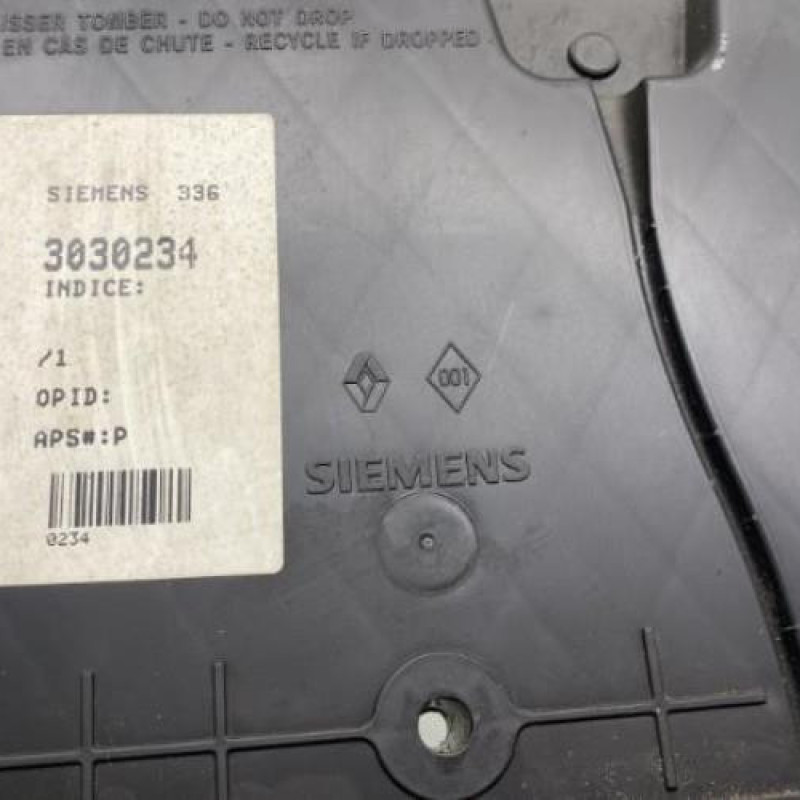 ISSER TOMBER - DO NOT DROP
EN CAS DE CHUTE - RECYCLE IF DROPPED
SIEMENS 336
3030234
INDICE:
/1
OPID:
APS#:P
0234
001
SIEMENS